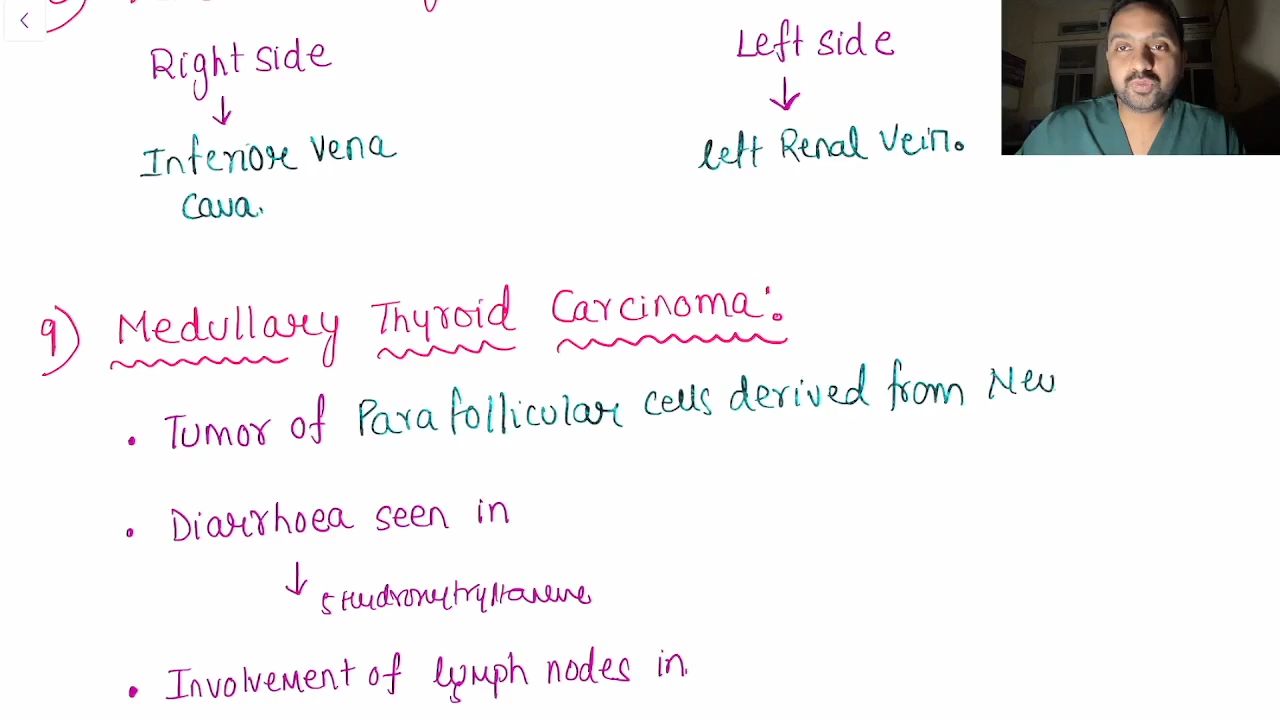 Right side
Left side
Inferiore Vena
Cava.
left Renal Vein.
9) Medullary Thyroid Carcinoma:
• Tumor of Parafollicular cells derived from Neu
• Diarrhoea seen in
• Involvement of lymph nodes in